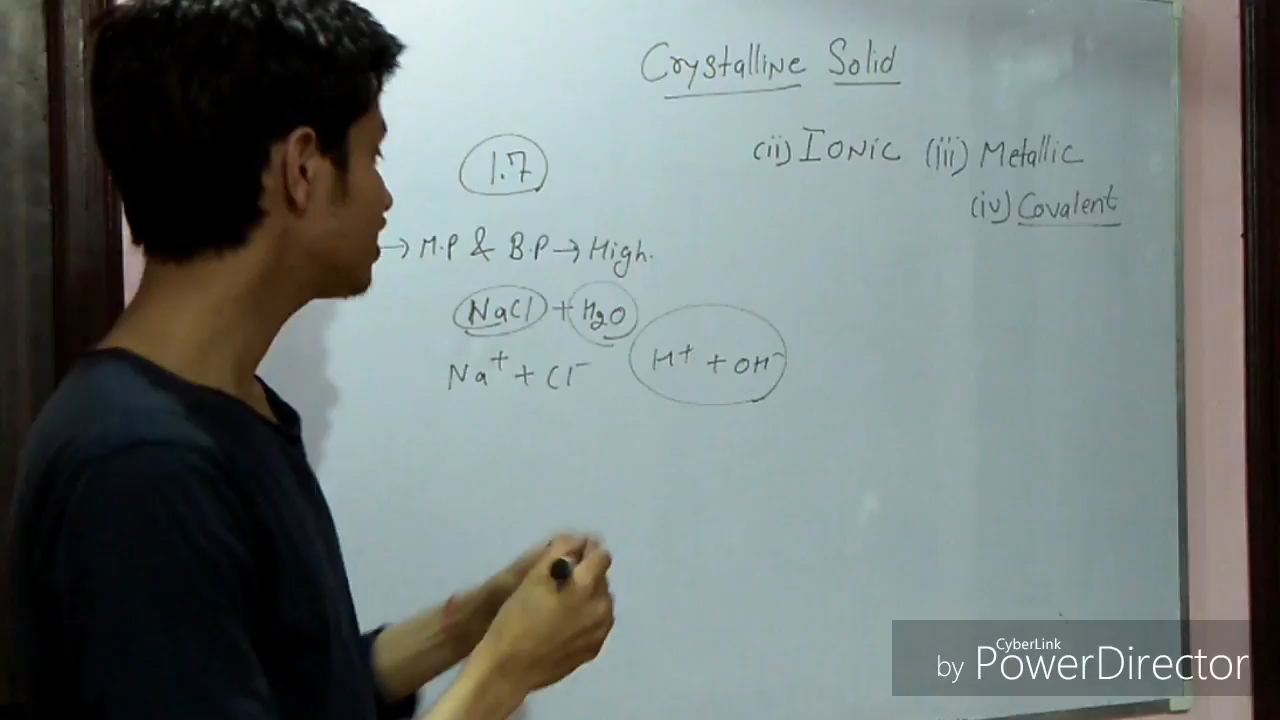 Crystalline Solid
(ii) Ionic (iii) Metallic
(iv) Covalent
1.7
→ M.P & B.P → High.
NaCl + H2O
Na+ + Cl- H+ + OH-
by CyberLink PowerDirector